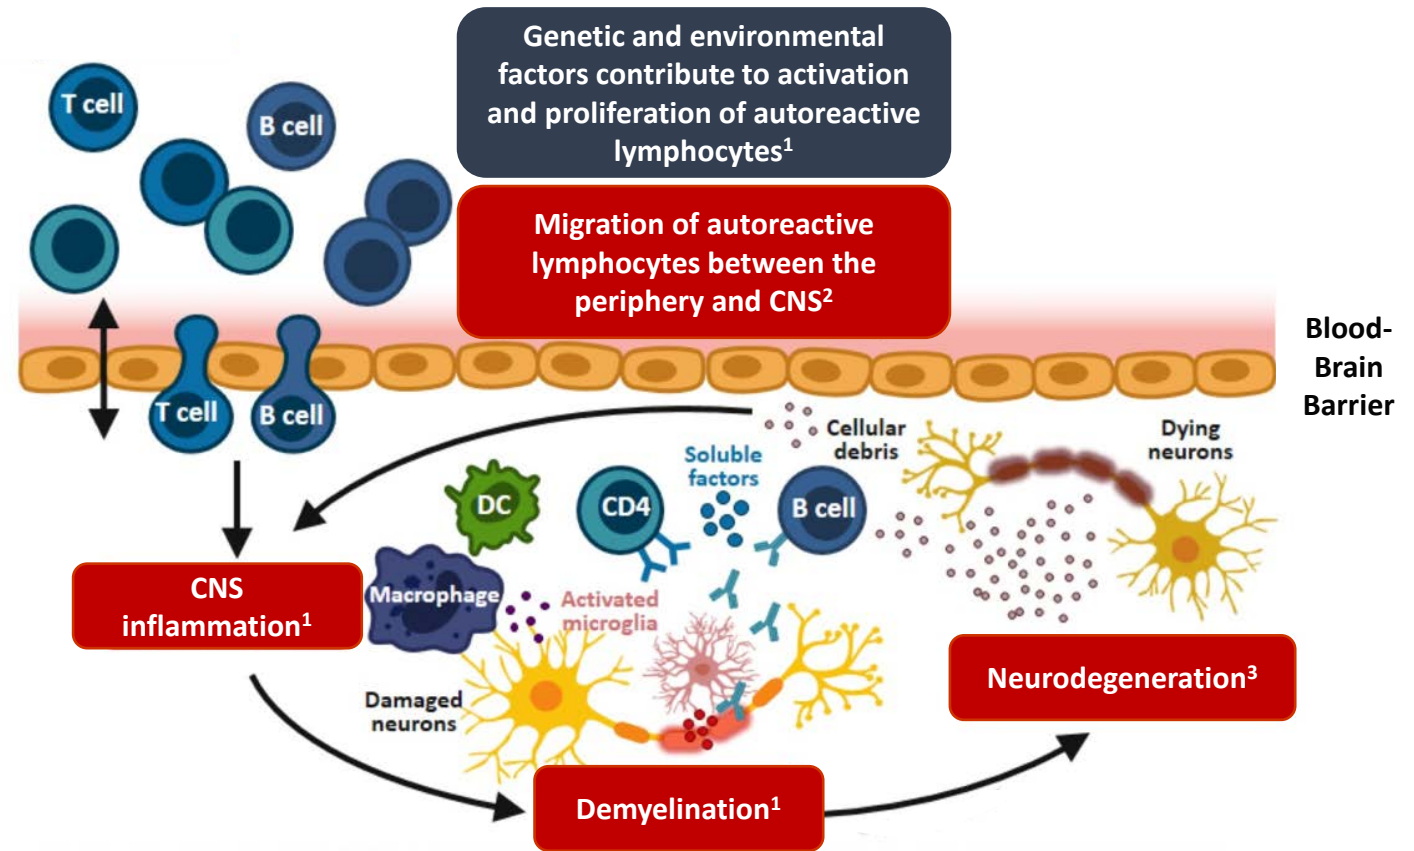 Genetic and environmental
factors contribute to activation
and proliferation of autoreactive
lymphocytes¹
T cell
B cell
Migration of autoreactive
lymphocytes between the
periphery and CNS²
Blood-
Brain
Barrier
T cell
B cell
Cellular
debris
Dying
neurons
Soluble
factors
DC
CD4
B cell
CNS
inflammation¹
Macrophage
Activated
microglia
Neurodegeneration³
Damaged
neurons
Demyelination¹